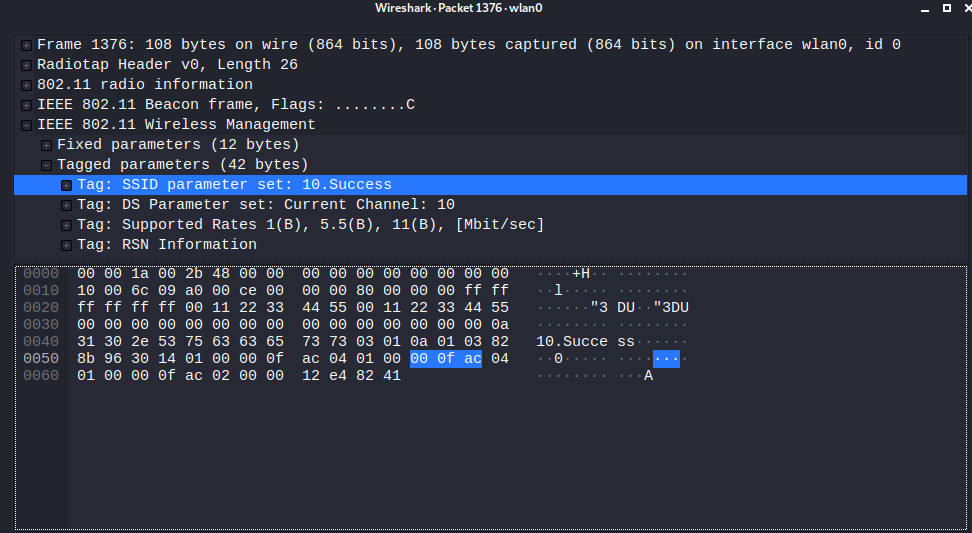 Wireshark · Packet 1376 · wlan0
Frame 1376: 108 bytes on wire (864 bits), 108 bytes captured (864 bits) on interface wlan0, id 0
Radiotap Header v0, Length 26
802.11 radio information
IEEE 802.11 Beacon frame, Flags: ........C
IEEE 802.11 Wireless Management
Fixed parameters (12 bytes)
Tagged parameters (42 bytes)
Tag: SSID parameter set: 10.Success
Tag: DS Parameter set: Current Channel: 10
Tag: Supported Rates 1(B), 5.5(B), 11(B), [Mbit/sec]
Tag: RSN Information
0000 00 00 1a 00 2b 48 00 00 00 00 00 00 00 00 00 00 ····+H·· ········
0010 10 00 6c 09 a0 00 ce 00 00 00 80 00 00 00 ff ff ··l····· ········
0020 ff ff ff ff 00 11 22 33 44 55 00 11 22 33 44 55 ······"3 DU··"3DU
0030 00 00 00 00 00 00 00 00 00 00 00 00 00 00 00 0a ········ ········
0040 31 30 2e 53 75 63 63 65 73 73 03 01 0a 01 03 82 10.Succe ss······
0050 8b 96 30 14 01 00 00 0f ac 04 01 00 00 0f ac 04 ··0····· ········
0060 01 00 00 0f ac 02 00 00 12 e4 82 41 ········ ···A